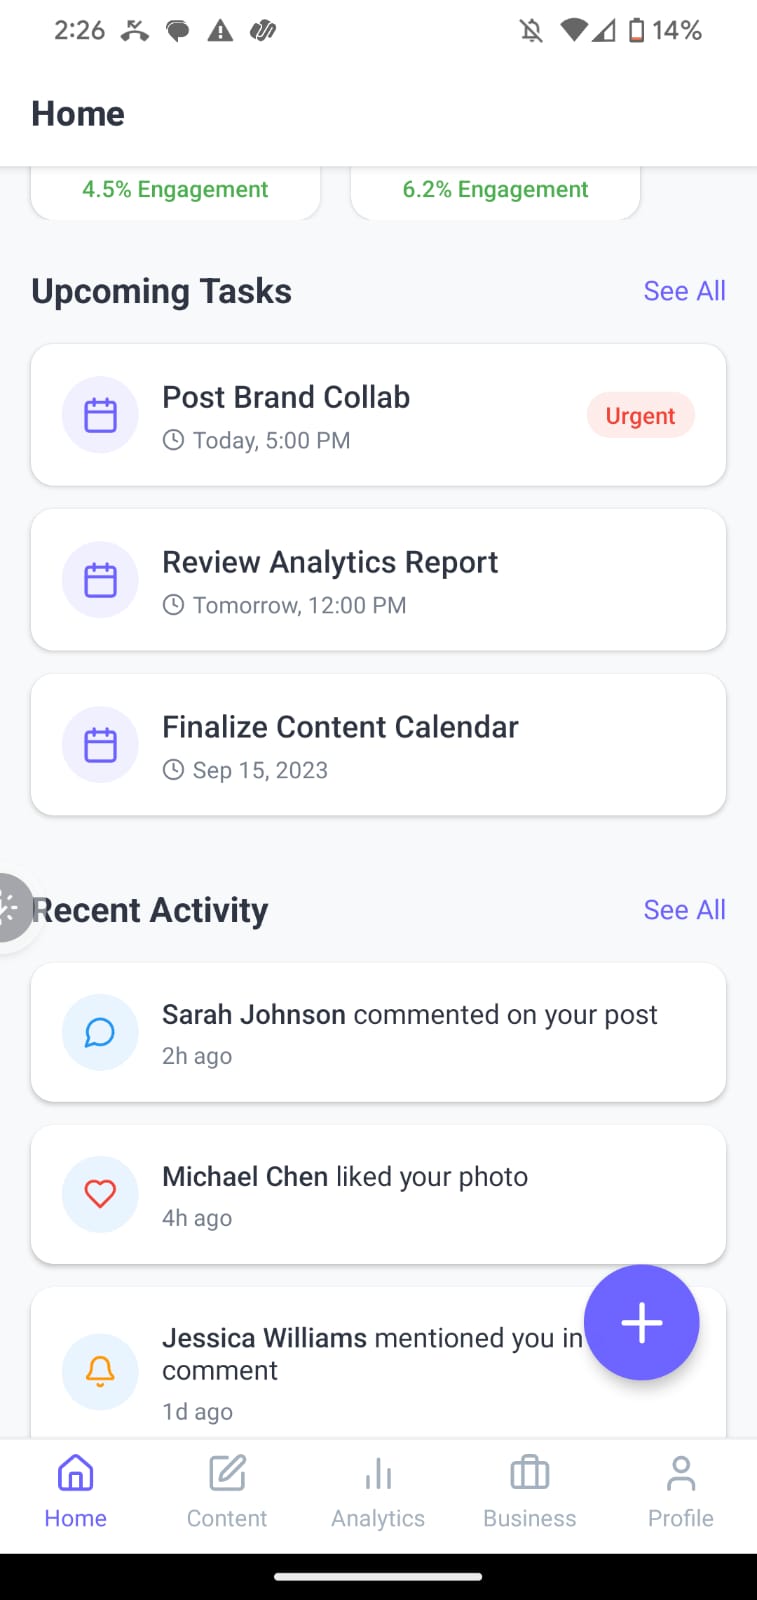 2:26
14%
Home
4.5% Engagement
6.2% Engagement
Upcoming Tasks
See All
Post Brand Collab
Today, 5:00 PM
Urgent
Review Analytics Report
Tomorrow, 12:00 PM
Finalize Content Calendar
Sep 15, 2023
Recent Activity
See All
Sarah Johnson commented on your post
2h ago
Michael Chen liked your photo
4h ago
Jessica Williams mentioned you in
comment
1d ago
Home
Content
Analytics
Business
Profile